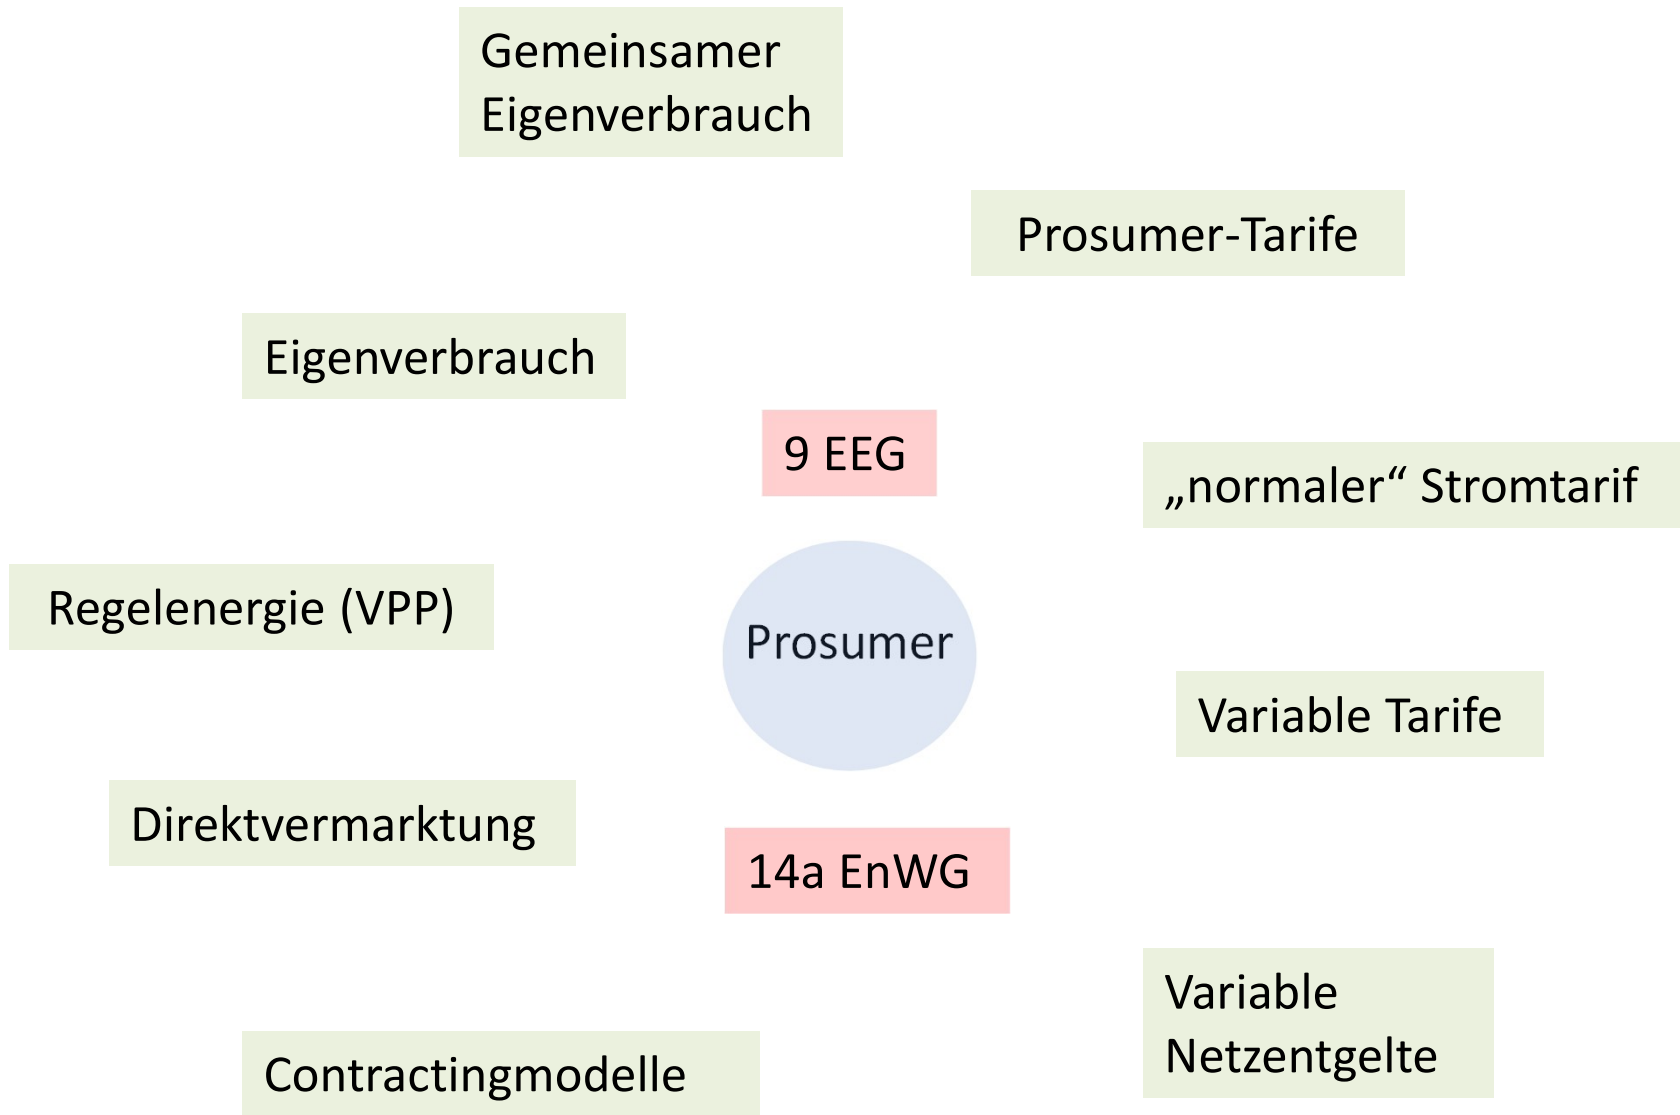 Gemeinsamer
Eigenverbrauch
Prosumer-Tarife
Eigenverbrauch
9 EEG
„normaler“ Stromtarif
Regelenergie (VPP)
Prosumer
Variable Tarife
Direktvermarktung
14a EnWG
Variable
Netzentgelte
Contractingmodelle